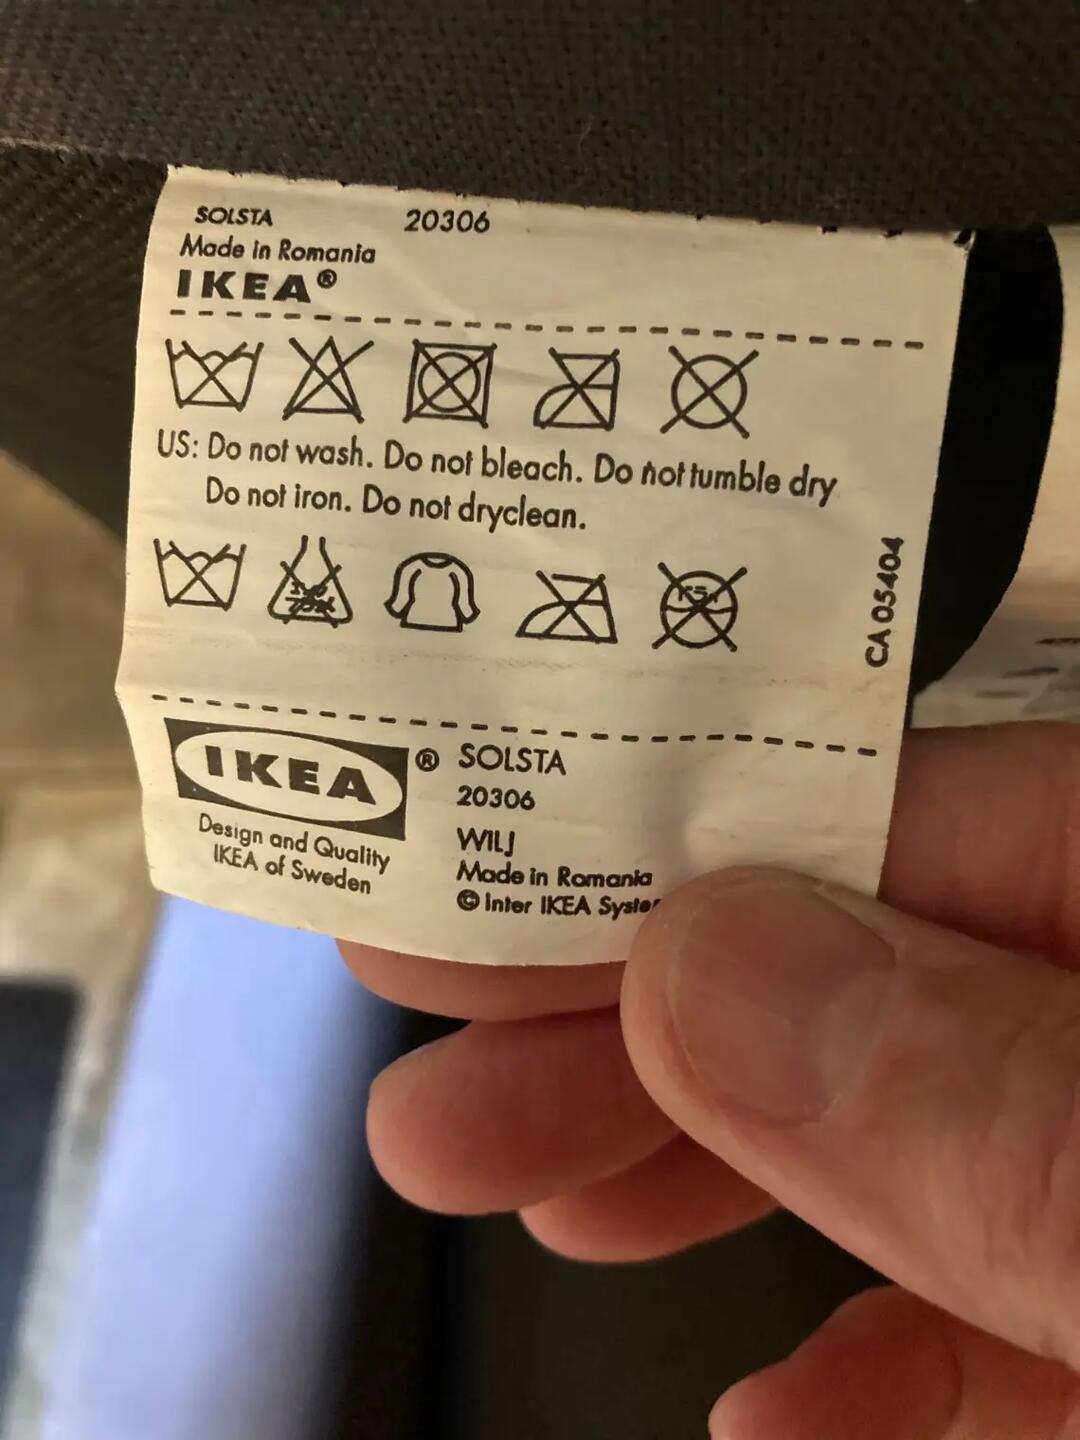 SOLSTA 20306
Made in Romania
IKEA®
US: Do not wash. Do not bleach. Do not tumble dry
Do not iron. Do not dryclean.
CA 05404
IKEA ® SOLSTA
20306
Design and Quality
IKEA of Sweden
WILJ
Made in Romania
© Inter IKEA